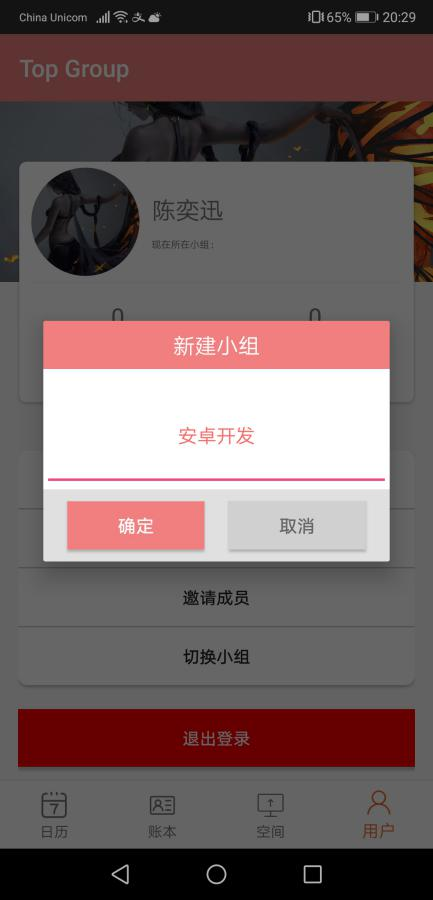 China Unicom 65% 20:29
Top Group
陈奕迅
现在所在小组：
0 0
新建小组
安卓开发
确定 取消
邀请成员
切换小组
退出登录
7
日历 账本 空间 用户